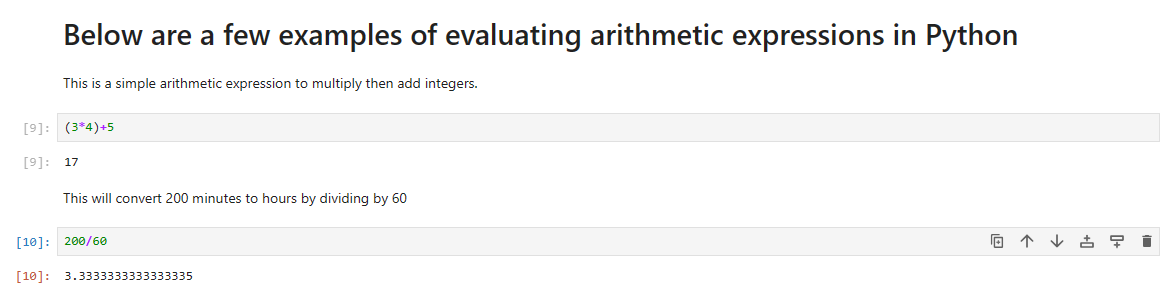 Below are a few examples of evaluating arithmetic expressions in Python
This is a simple arithmetic expression to multiply then add integers.
[9]: (3*4)+5
[9]: 17
This will convert 200 minutes to hours by dividing by 60
[10]: 200/60
[10]: 3.3333333333333335